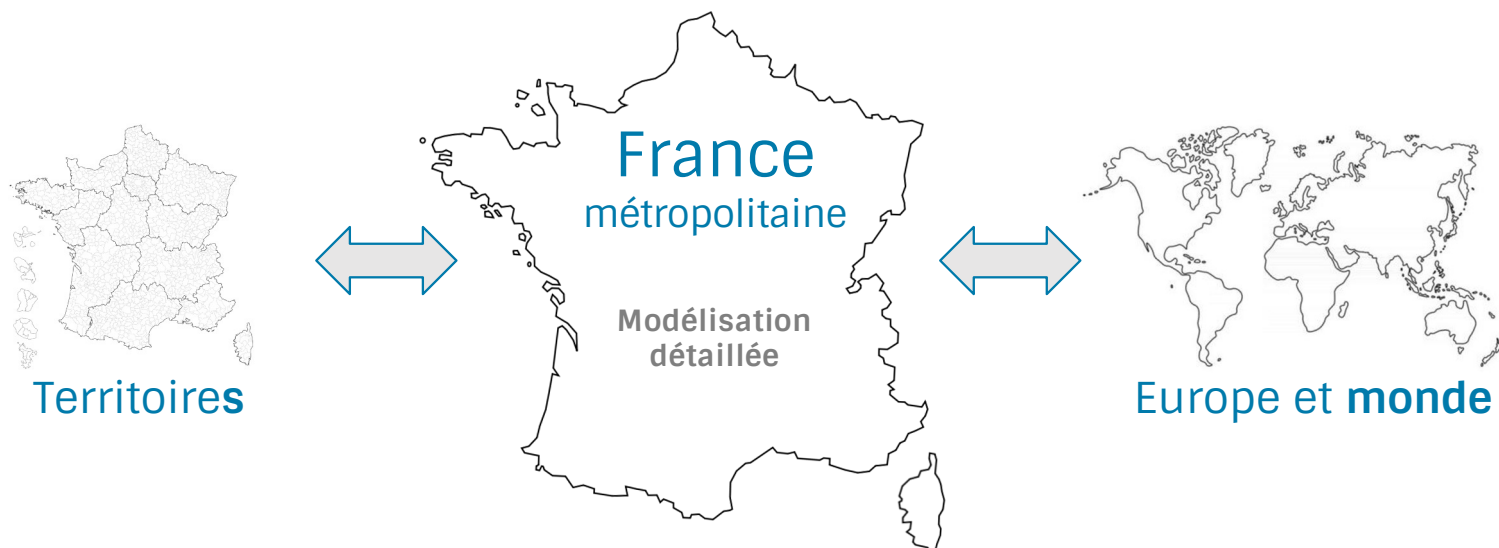 Territoires
France
métropolitaine
Modélisation
détaillée
Europe et monde